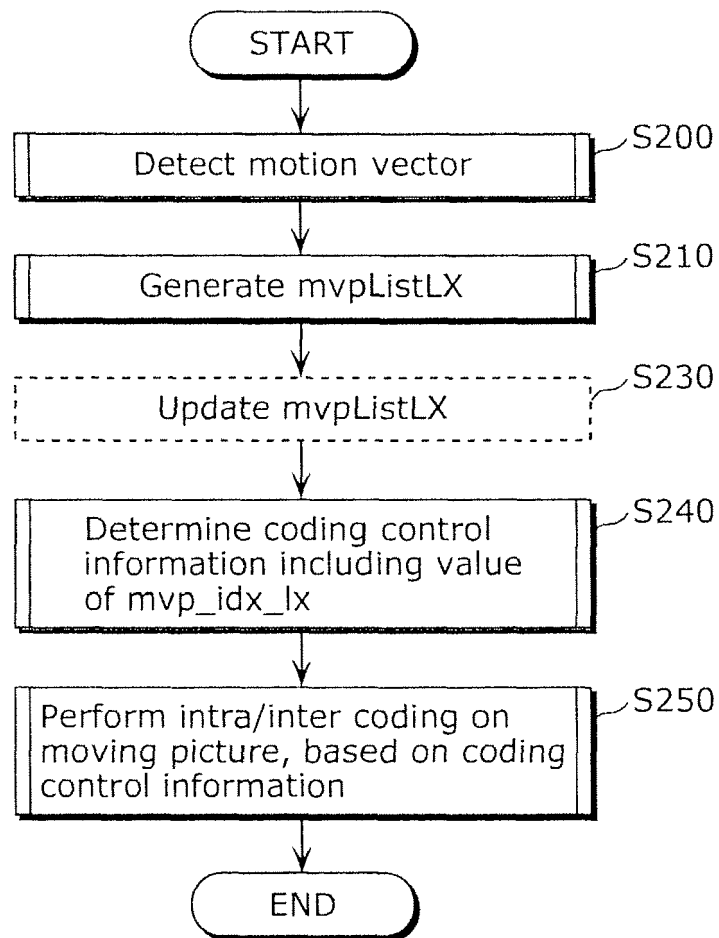 START
Detect motion vector
S200
Generate mvpListLX
S210
Update mvpListLX
S230
Determine coding control
information including value
of mvp_idx_lx
S240
Perform intra/inter coding on
moving picture, based on coding
control information
S250
END